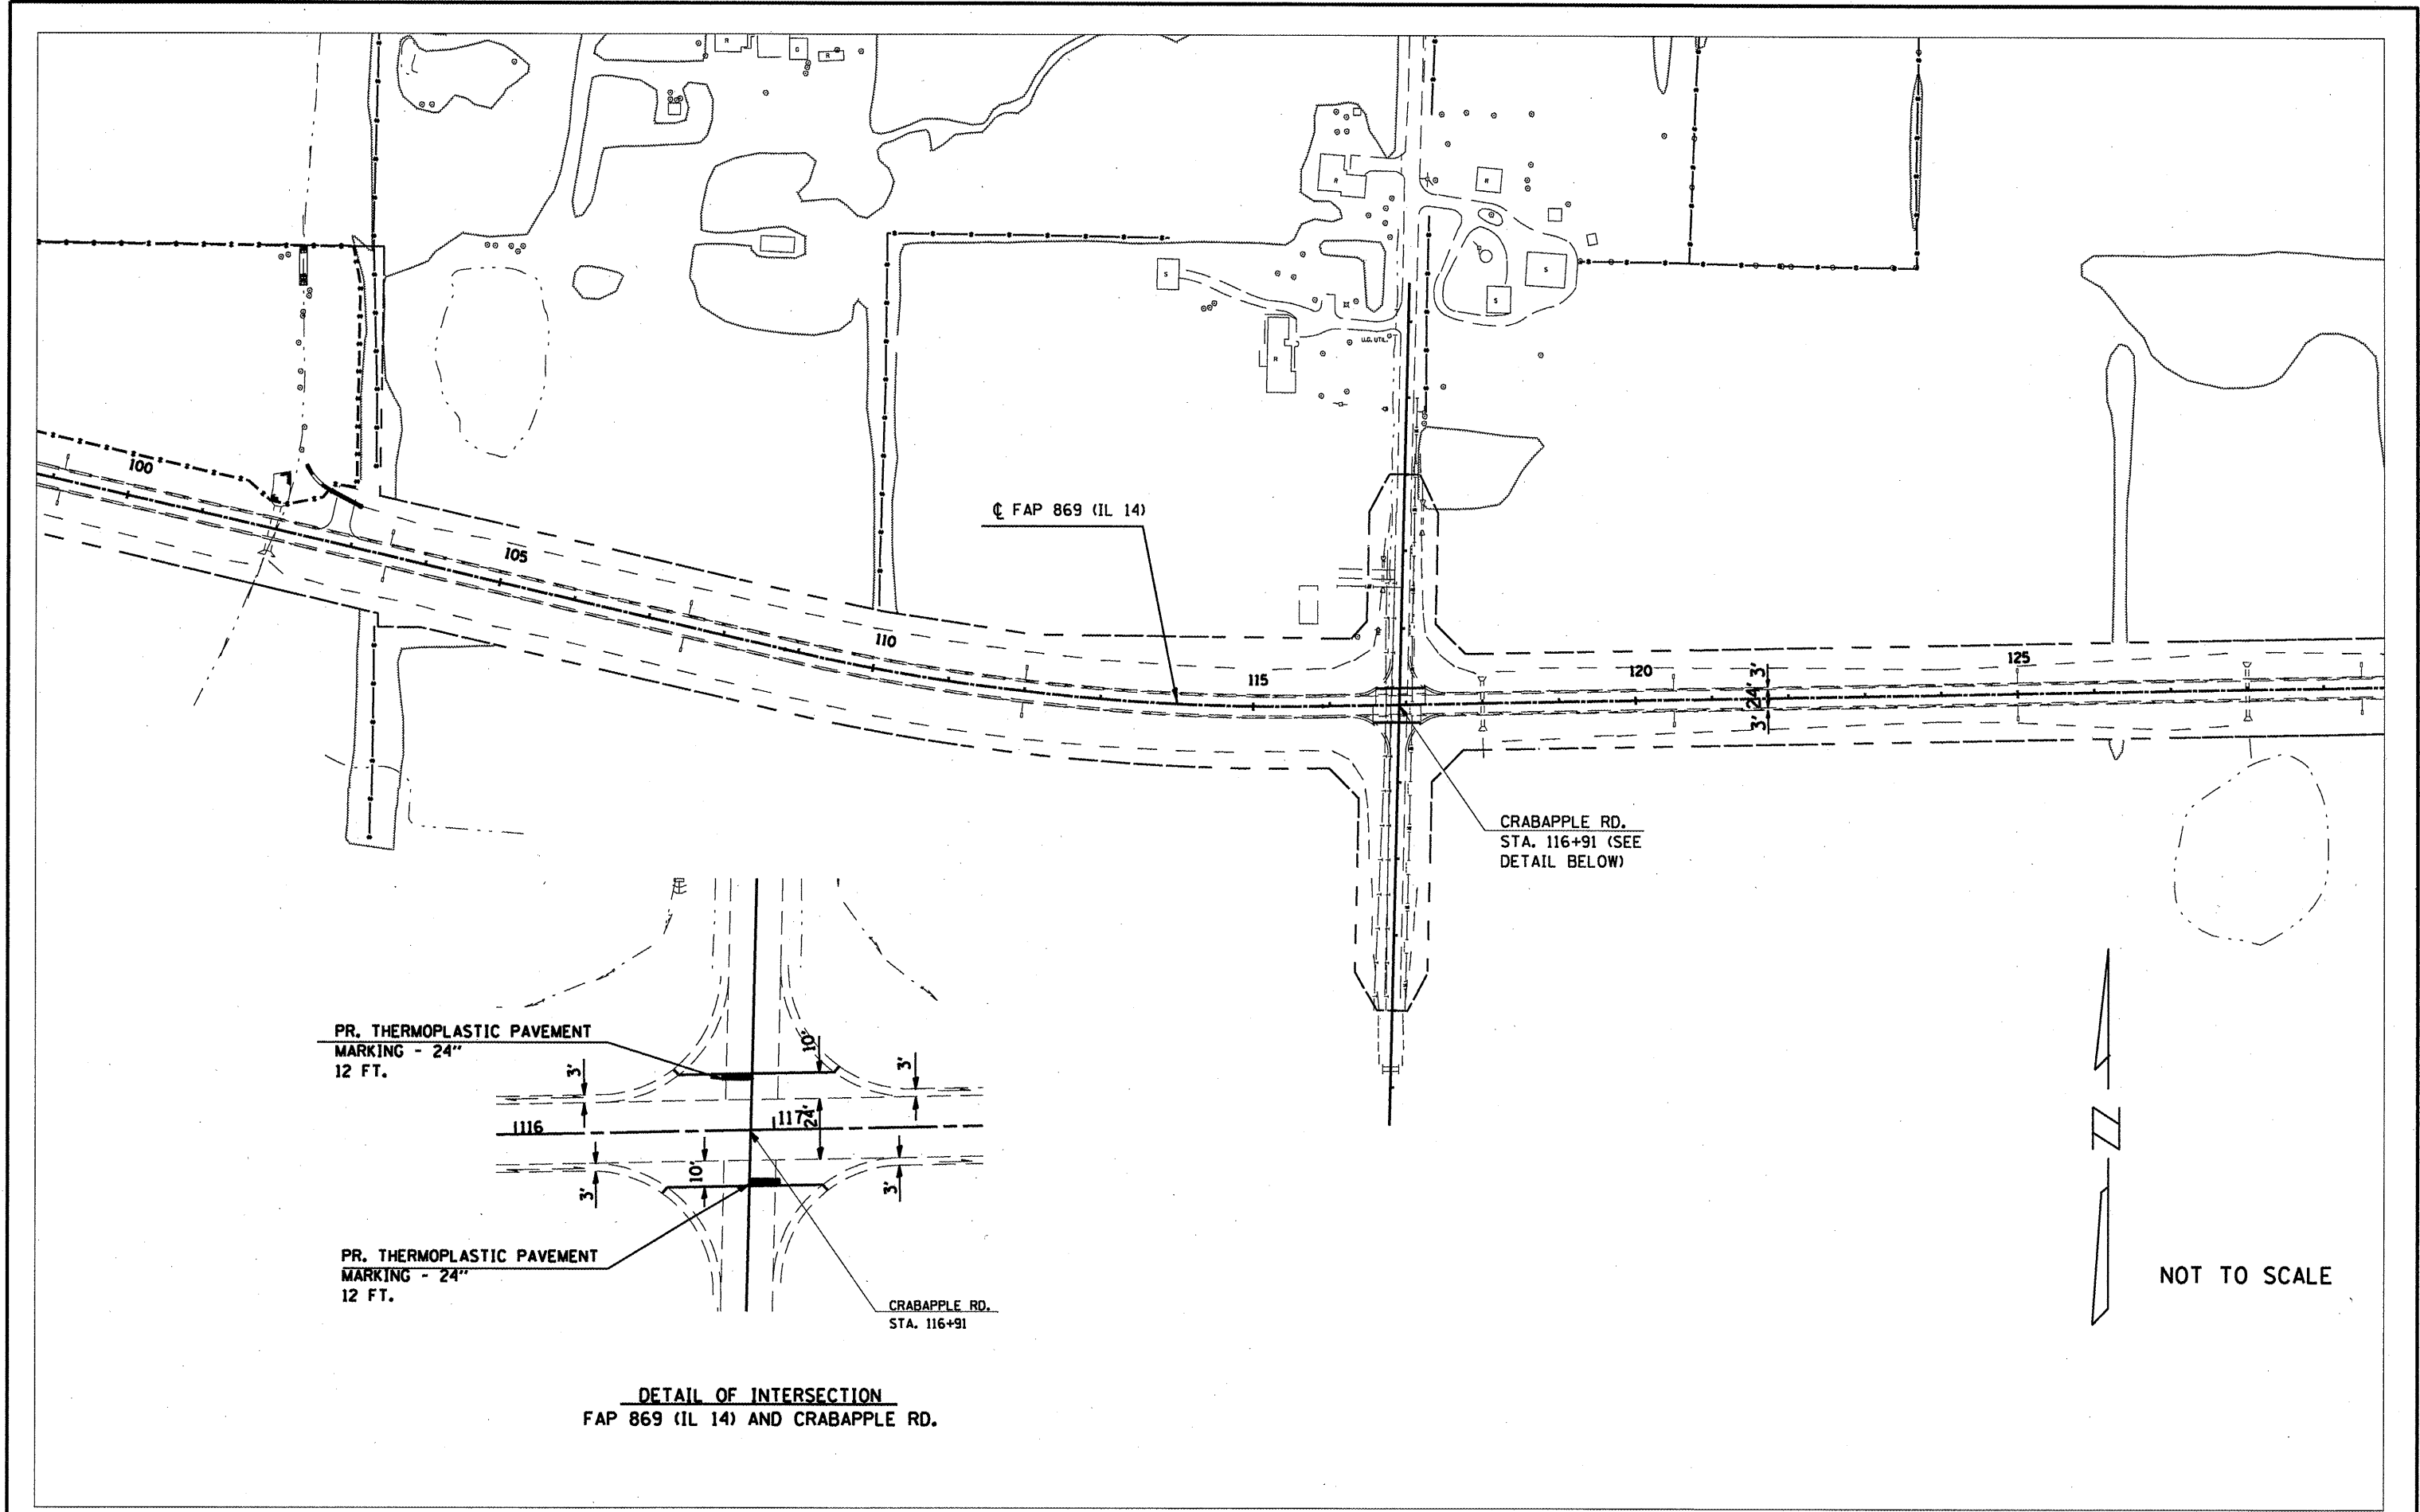 R
G
R
R
R
S
S
S
U.G. UTIL.
R
100
℄ FAP 869 (IL 14)
105
110
115
120
3'
24'
3'
125
CRABAPPLE RD.
STA. 116+91 (SEE
DETAIL BELOW)
PR. THERMOPLASTIC PAVEMENT
MARKING - 24"
12 FT.
3'
10'
3'
116
117
24'
10'
3'
3'
PR. THERMOPLASTIC PAVEMENT
MARKING - 24"
12 FT.
CRABAPPLE RD.
STA. 116+91
Z
NOT TO SCALE
DETAIL OF INTERSECTION
FAP 869 (IL 14) AND CRABAPPLE RD.